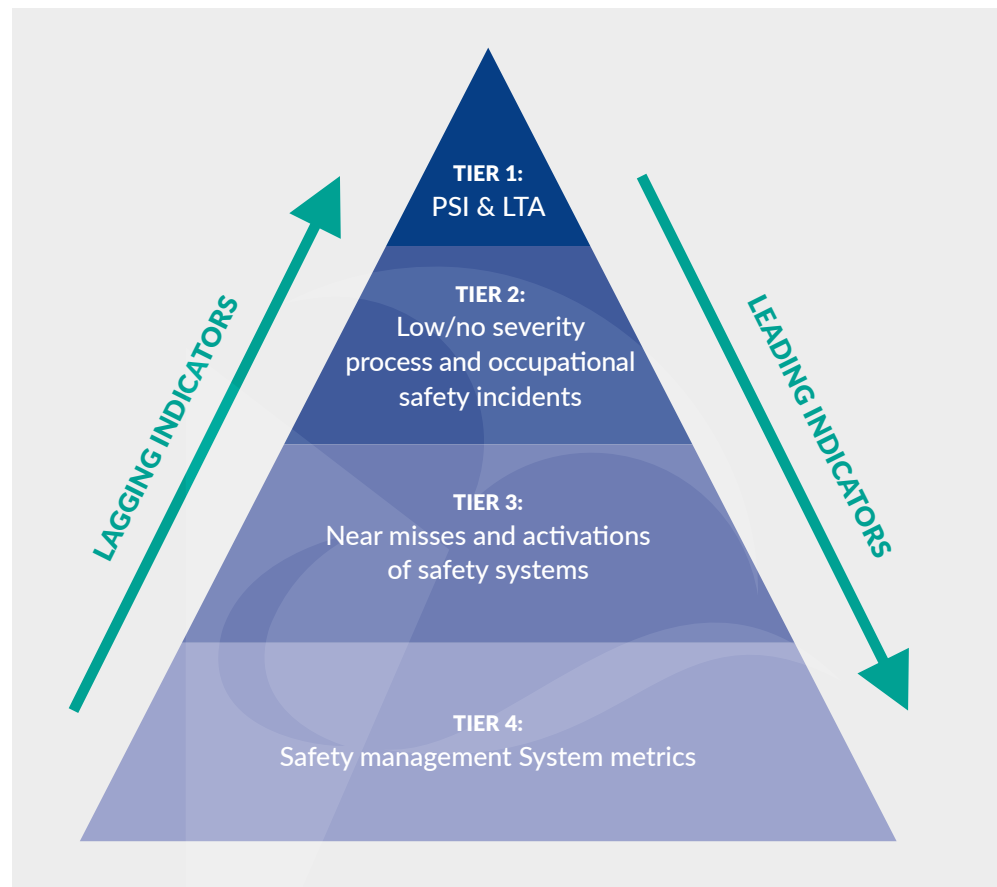 TIER 1:
PSI & LTA
TIER 2:
Low/no severity
process and occupational
safety incidents
TIER 3:
Near misses and activations
of safety systems
TIER 4:
Safety management System metrics
LAGGING INDICATORS
LEADING INDICATORS